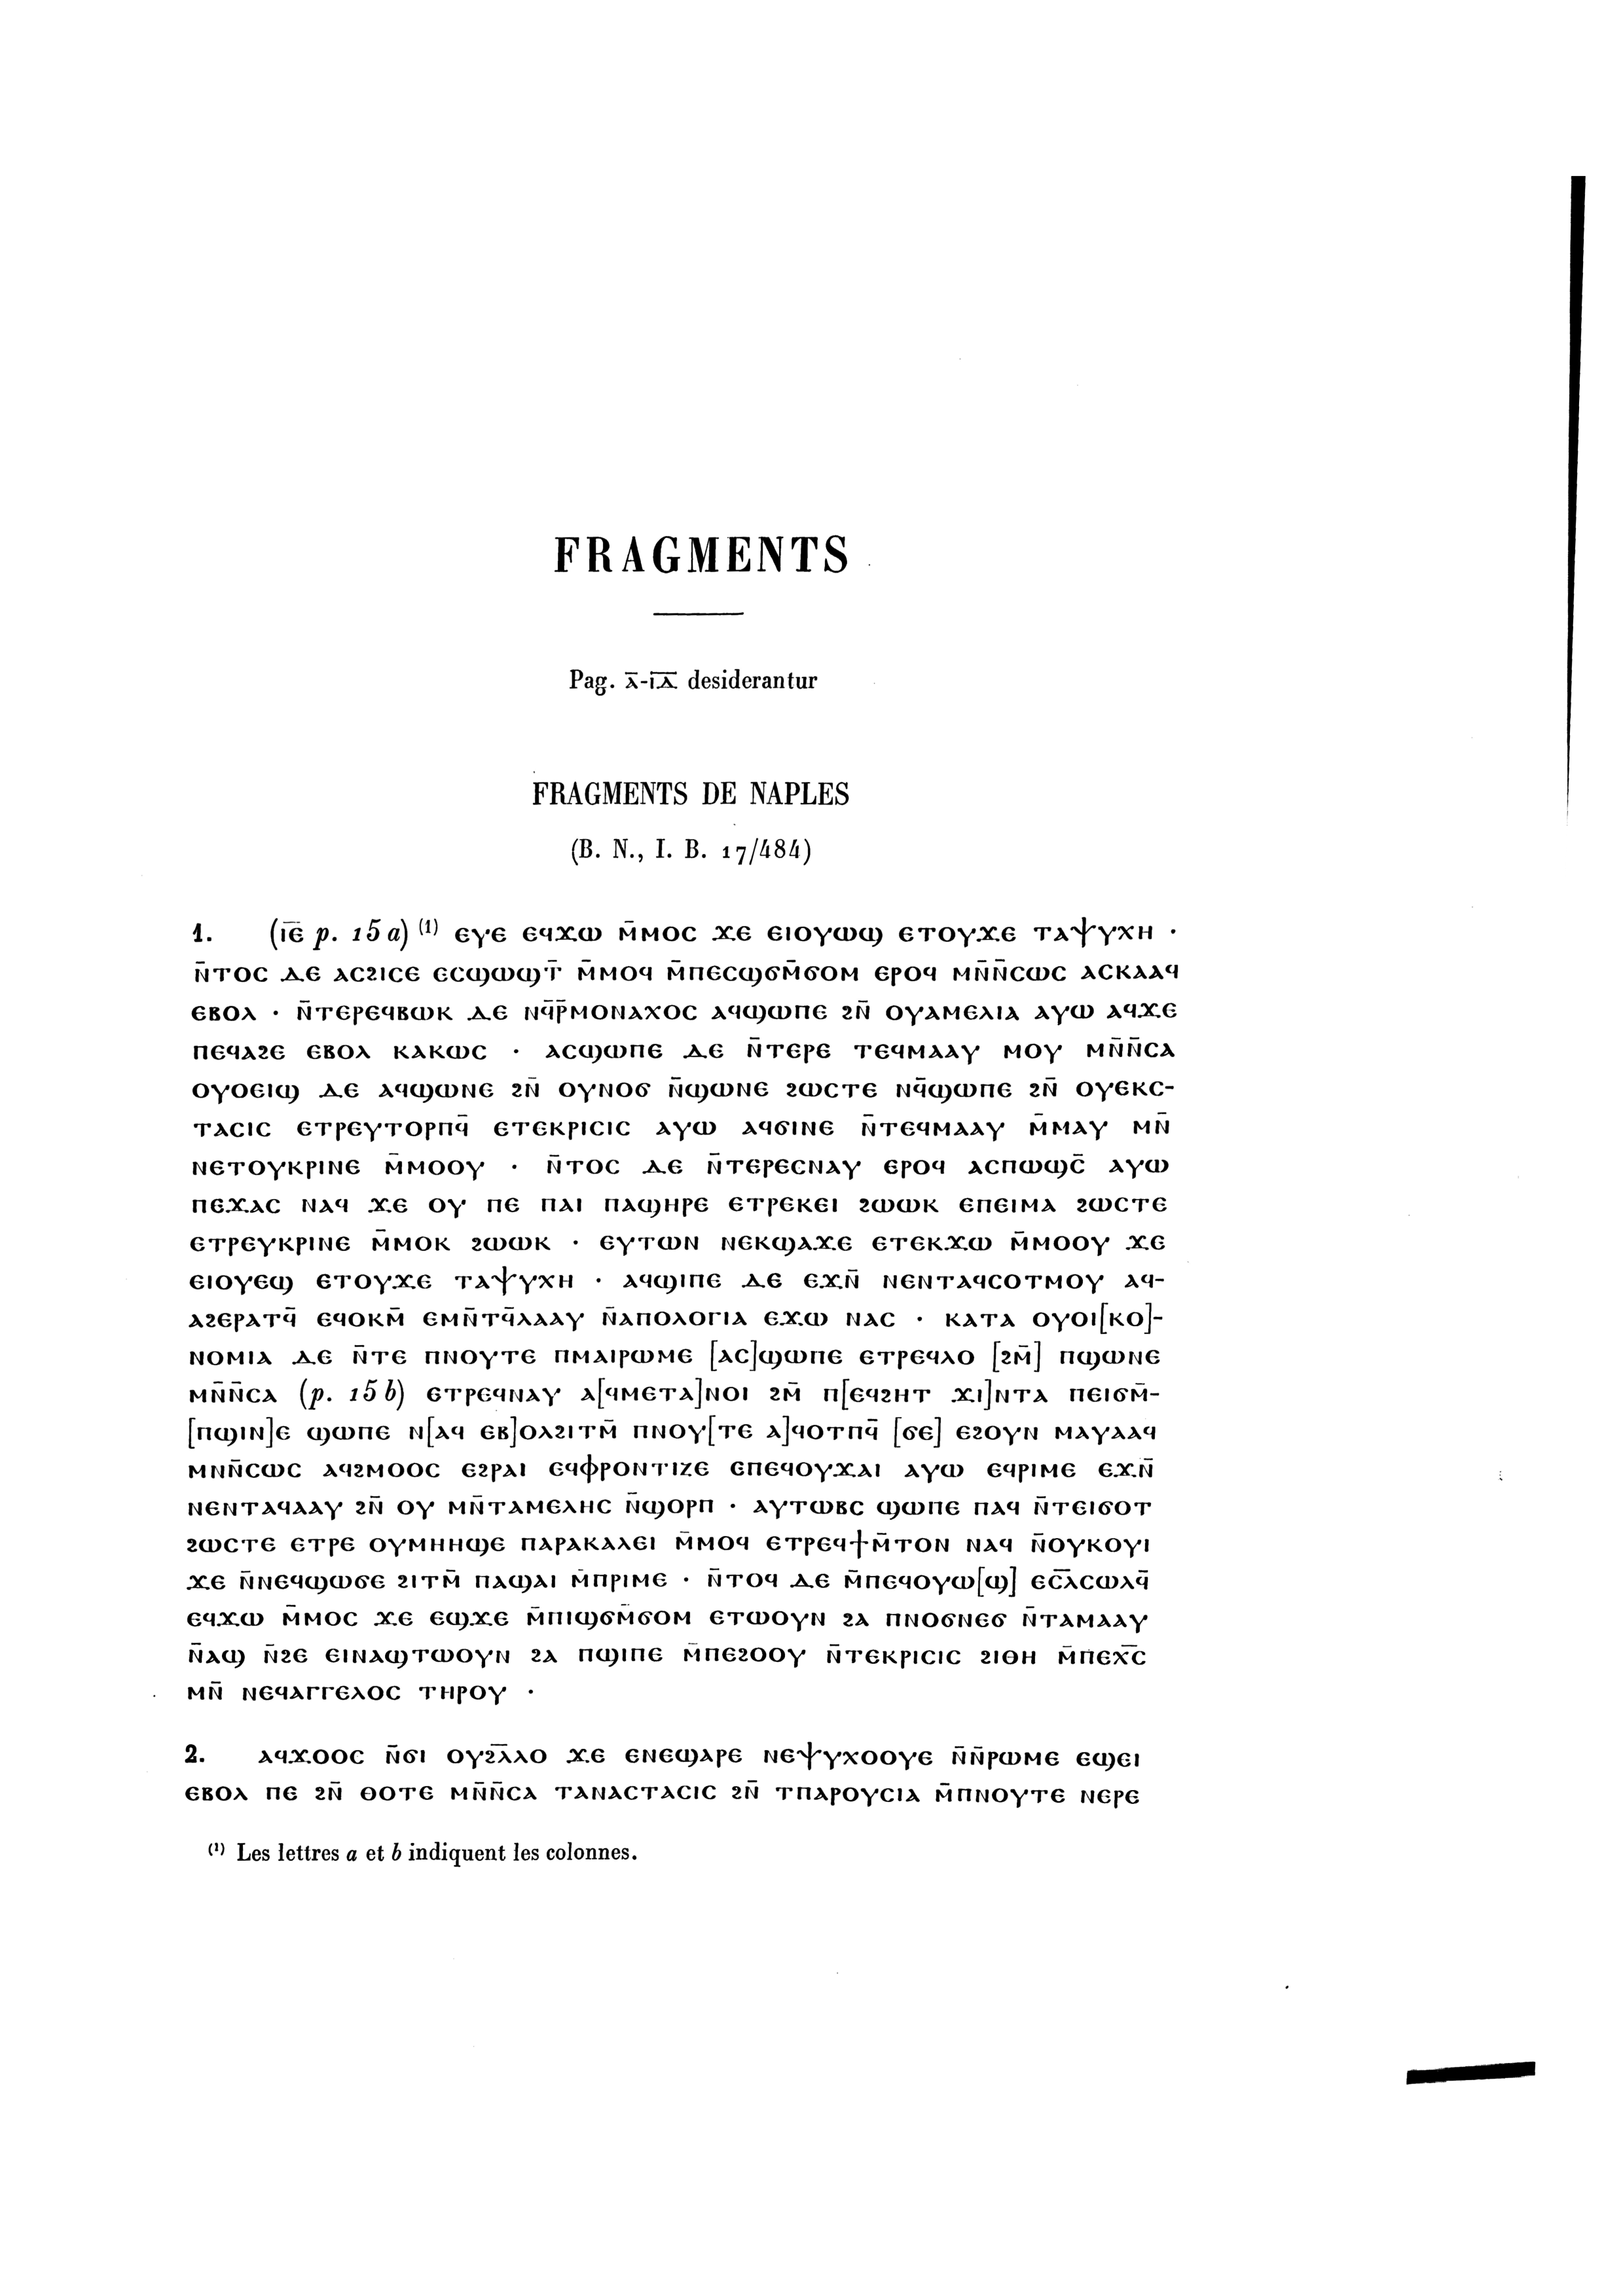 FRAGMENTS
Pag. ⲁ̄-ⲓ̄ⲇ̄ desiderantur
FRAGMENTS DE NAPLES
(B. N., I. B. 17/484)
1. (ⲓ̄ⲉ̄ p. 15 a) (1) ⲉⲩⲉ ⲉϥϫⲱ ⲙ̄ⲙⲟⲥ ϫⲉ ⲉⲓⲟⲩⲱϣ ⲉⲧⲟⲩϫⲉ ⲧⲁⲯⲩⲭⲏ ·
ⲛ̄ⲧⲟⲥ ⲇⲉ ⲁⲥϩⲓⲥⲉ ⲉⲥϣⲱϣⲧ̄ ⲙ̄ⲙⲟϥ ⲙ̄ⲡⲉⲥϣϭⲙ̄ϭⲟⲙ ⲉⲣⲟϥ ⲙⲛ̄ⲛ̄ⲥⲱⲥ ⲁⲥⲕⲁⲁϥ
ⲉⲃⲟⲗ · ⲛ̄ⲧⲉⲣⲉϥⲃⲱⲕ ⲇⲉ ⲛϥ̄ⲣ̄ⲙⲟⲛⲁⲭⲟⲥ ⲁϥϣⲱⲡⲉ ϩⲛ̄ ⲟⲩⲁⲙⲉⲗⲓⲁ ⲁⲩⲱ ⲁϥϫⲉ
ⲡⲉϥⲁϩⲉ ⲉⲃⲟⲗ ⲕⲁⲕⲱⲥ · ⲁⲥϣⲱⲡⲉ ⲇⲉ ⲛ̄ⲧⲉⲣⲉ ⲧⲉϥⲙⲁⲁⲩ ⲙⲟⲩ ⲙⲛ̄ⲛ̄ⲥⲁ
ⲟⲩⲟⲉⲓϣ ⲇⲉ ⲁϥϣⲱⲛⲉ ϩⲛ̄ ⲟⲩⲛⲟϭ ⲛ̄ϣⲱⲛⲉ ϩⲱⲥⲧⲉ ⲛϥ̄ϣⲱⲡⲉ ϩⲛ̄ ⲟⲩⲉⲕⲥ-
ⲧⲁⲥⲓⲥ ⲉⲧⲣⲉⲩⲧⲟⲣⲡϥ̄ ⲉⲧⲉⲕⲣⲓⲥⲓⲥ ⲁⲩⲱ ⲁϥϭⲓⲛⲉ ⲛ̄ⲧⲉϥⲙⲁⲁⲩ ⲙ̄ⲙⲁⲩ ⲙⲛ̄
ⲛⲉⲧⲟⲩⲕⲣⲓⲛⲉ ⲙ̄ⲙⲟⲟⲩ · ⲛ̄ⲧⲟⲥ ⲇⲉ ⲛ̄ⲧⲉⲣⲉⲥⲛⲁⲩ ⲉⲣⲟϥ ⲁⲥⲡⲱϣⲥ̄ ⲁⲩⲱ
ⲡⲉϫⲁⲥ ⲛⲁϥ ϫⲉ ⲟⲩ ⲡⲉ ⲡⲁⲓ ⲡⲁϣⲏⲣⲉ ⲉⲧⲣⲉⲕⲉⲓ ϩⲱⲱⲕ ⲉⲡⲉⲓⲙⲁ ϩⲱⲥⲧⲉ
ⲉⲧⲣⲉⲩⲕⲣⲓⲛⲉ ⲙ̄ⲙⲟⲕ ϩⲱⲱⲕ · ⲉⲩⲧⲱⲛ ⲛⲉⲕϣⲁϫⲉ ⲉⲧⲉⲕϫⲱ ⲙ̄ⲙⲟⲟⲩ ϫⲉ
ⲉⲓⲟⲩⲉϣ ⲉⲧⲟⲩϫⲉ ⲧⲁⲯⲩⲭⲏ · ⲁϥϣⲓⲡⲉ ⲇⲉ ⲉϫⲛ̄ ⲛⲉⲛⲧⲁϥⲥⲟⲧⲙⲟⲩ ⲁϥ-
ⲁϩⲉⲣⲁⲧϥ̄ ⲉϥⲟⲕⲙ̄ ⲉⲙⲛ̄ⲧϥ̄ⲗⲁⲁⲩ ⲛ̄ⲁⲡⲟⲗⲟⲅⲓⲁ ⲉϫⲱ ⲛⲁⲥ · ⲕⲁⲧⲁ ⲟⲩⲟⲓ[ⲕⲟ]-
ⲛⲟⲙⲓⲁ ⲇⲉ ⲛ̄ⲧⲉ ⲡⲛⲟⲩⲧⲉ ⲡⲙⲁⲓⲣⲱⲙⲉ [ⲁⲥ]ϣⲱⲡⲉ ⲉⲧⲣⲉϥⲗⲟ [ϩⲙ̄] ⲡϣⲱⲛⲉ
ⲙⲛ̄ⲛ̄ⲥⲁ (p. 15 b) ⲉⲧⲣⲉϥⲛⲁⲩ ⲁ[ϥⲙⲉⲧⲁ]ⲛⲟⲓ ϩⲙ̄ ⲡ[ⲉϥϩⲏⲧ ϫⲓ]ⲛⲧⲁ ⲡⲉⲓϭⲙ̄-
[ⲡϣⲓⲛ]ⲉ ϣⲱⲡⲉ ⲛ[ⲁϥ ⲉⲃ]ⲟⲗϩⲓⲧⲙ̄ ⲡⲛⲟⲩ[ⲧⲉ ⲁ]ϥⲟⲧⲡϥ̄ [ϭⲉ] ⲉϩⲟⲩⲛ ⲙⲁⲩⲁⲁϥ
ⲙⲛⲛ̄ⲥⲱⲥ ⲁϥϩⲙⲟⲟⲥ ⲉϩⲣⲁⲓ ⲉϥⲫⲣⲟⲛⲧⲓⲍⲉ ⲉⲡⲉϥⲟⲩϫⲁⲓ ⲁⲩⲱ ⲉϥⲣⲓⲙⲉ ⲉϫⲛ̄
ⲛⲉⲛⲧⲁϥⲁⲁⲩ ϩⲛ̄ ⲟⲩ ⲙⲛ̄ⲧⲁⲙⲉⲗⲏⲥ ⲛ̄ϣⲟⲣⲡ · ⲁⲩⲧⲱⲃⲥ ϣⲱⲡⲉ ⲡⲁϥ ⲛ̄ⲧⲉⲓϭⲟⲧ
ϩⲱⲥⲧⲉ ⲉⲧⲣⲉ ⲟⲩⲙⲏⲏϣⲉ ⲡⲁⲣⲁⲕⲁⲗⲉⲓ ⲙ̄ⲙⲟϥ ⲉⲧⲣⲉϥϯⲙ̄ⲧⲟⲛ ⲛⲁϥ ⲛ̄ⲟⲩⲕⲟⲩⲓ
ϫⲉ ⲛ̄ⲛⲉϥϣⲱϭⲉ ϩⲓⲧⲙ̄ ⲡⲁϣⲁⲓ ⲙ̄ⲡⲣⲓⲙⲉ · ⲛ̄ⲧⲟϥ ⲇⲉ ⲙ̄ⲡⲉϥⲟⲩⲱ[ϣ] ⲉⲥⲗ̄ⲥⲱⲗϥ̄
ⲉϥϫⲱ ⲙ̄ⲙⲟⲥ ϫⲉ ⲉϣϫⲉ ⲙ̄ⲡⲓϣϭⲙ̄ϭⲟⲙ ⲉⲧⲱⲟⲩⲛ ϩⲁ ⲡⲛⲟϭⲛⲉϭ ⲛ̄ⲧⲁⲙⲁⲁⲩ
ⲛ̄ⲁϣ ⲛ̄ϩⲉ ⲉⲓⲛⲁϣⲧⲱⲟⲩⲛ ϩⲁ ⲡϣⲓⲡⲉ ⲙ̄ⲡⲉϩⲟⲟⲩ ⲛ̄ⲧⲉⲕⲣⲓⲥⲓⲥ ϩⲓⲑⲏ ⲙ̄ⲡⲉⲭ̄ⲥ̄
ⲙⲛ̄ ⲛⲉϥⲁⲅⲅⲉⲗⲟⲥ ⲧⲏⲣⲟⲩ ·
2. ⲁϥϫⲟⲟⲥ ⲛ̄ϭⲓ ⲟⲩϩⲗ̄ⲗⲟ ϫⲉ ⲉⲛⲉϣⲁⲣⲉ ⲛⲉⲯⲩⲭⲟⲟⲩⲉ ⲛ̄ⲛ̄ⲣⲱⲙⲉ ⲉϣⲉⲓ
ⲉⲃⲟⲗ ⲡⲉ ϩⲛ̄ ⲑⲟⲧⲉ ⲙⲛ̄ⲛ̄ⲥⲁ ⲧⲁⲛⲁⲥⲧⲁⲥⲓⲥ ϩⲛ̄ ⲧⲡⲁⲣⲟⲩⲥⲓⲁ ⲙ̄ⲡⲛⲟⲩⲧⲉ ⲛⲉⲣⲉ
(1) Les lettres a et b indiquent les colonnes.